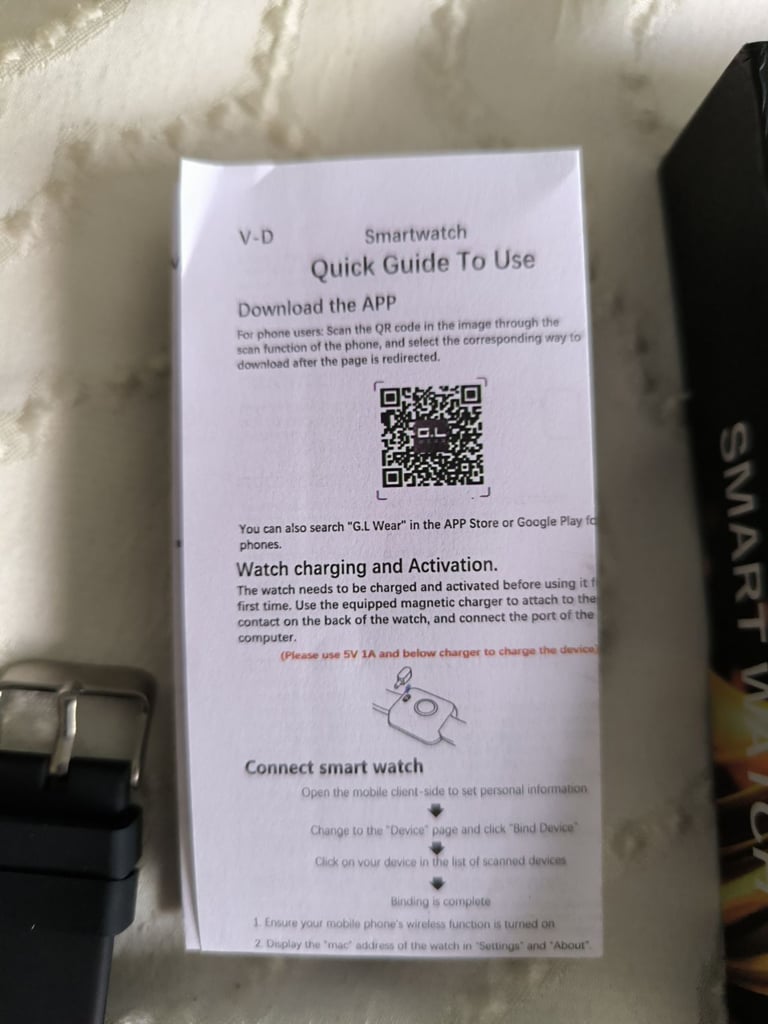 V-D Smartwatch
Quick Guide To Use
Download the APP
For phone users: Scan the QR code in the image through the
scan function of the phone, and select the corresponding way to
download after the page is redirected.
G.L
You can also search "G.L Wear" in the APP Store or Google Play
phones.
Watch charging and Activation.
The watch needs to be charged and activated before using it
first time. Use the equipped magnetic charger to attach to the
contact on the back of the watch, and connect the port of the
computer.
(Please use 5V 1A and below charger to charge the device)
Connect smart watch
Open the mobile client-side to set personal information
Change to the "Device" page and click "Bind Device"
Click on your device in the list of scanned devices
Binding is complete
1. Ensure your mobile phone's wireless function is turned on
2. Display the "mac" address of the watch in "Settings" and "About".
SMART WATCH